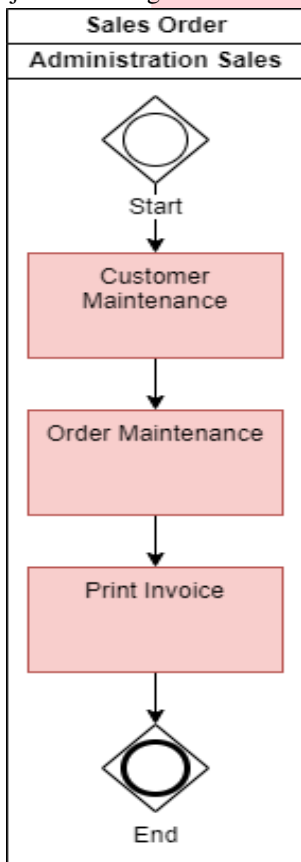 Sales Order
Administration Sales
Start
Customer
Maintenance
Order Maintenance
Print Invoice
End